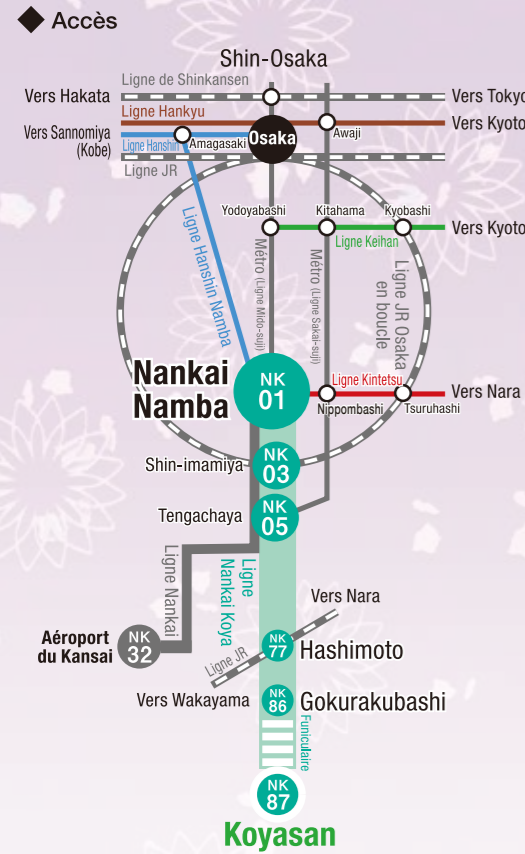 ◆ Accès
Shin-Osaka
Ligne de Shinkansen
Vers Hakata
Vers Tokyo
Ligne Hankyu
Vers Kyoto
Vers Sannomiya
(Kobe)
Ligne Hanshin
Amagasaki
Osaka
Awaji
Ligne JR
Yodoyabashi
Kitahama
Kyobashi
Vers Kyoto
Ligne Keihan
Ligne Hanshin Namba
Métro (Ligne Mido-suji)
Métro (Ligne Sakai-suji)
Ligne JR Osaka
en boucle
Nankai
Namba
NK
01
Ligne Kintetsu
Vers Nara
Nippombashi
Tsuruhashi
Shin-imamiya
NK
03
Tengachaya
NK
05
Ligne Nankai
Ligne
Nankai Koya
Aéroport
du Kansai
NK
32
Vers Nara
Ligne JR
NK
77
Hashimoto
Vers Wakayama
NK
86
Gokurakubashi
Funiculaire
NK
87
Koyasan